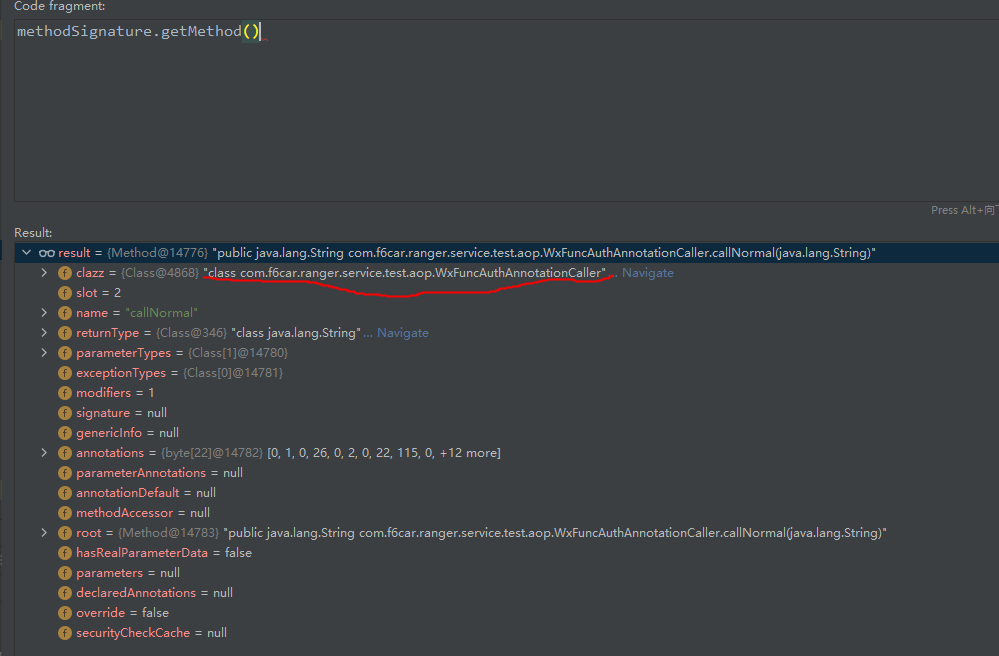 Code fragment:
methodSignature.getMethod()
Press Alt+向
Result:
result = {Method@14776} "public java.lang.String com.f6car.ranger.service.test.aop.WxFuncAuthAnnotationCaller.callNormal(java.lang.String)"
clazz = {Class@4868} "class com.f6car.ranger.service.test.aop.WxFuncAuthAnnotationCaller"... Navigate
slot = 2
name = "callNormal"
returnType = {Class@346} "class java.lang.String"... Navigate
parameterTypes = {Class[1]@14780}
exceptionTypes = {Class[0]@14781}
modifiers = 1
signature = null
genericInfo = null
annotations = {byte[22]@14782} [0, 1, 0, 26, 0, 2, 0, 22, 115, 0, +12 more]
parameterAnnotations = null
annotationDefault = null
methodAccessor = null
root = {Method@14783} "public java.lang.String com.f6car.ranger.service.test.aop.WxFuncAuthAnnotationCaller.callNormal(java.lang.String)"
hasRealParameterData = false
parameters = null
declaredAnnotations = null
override = false
securityCheckCache = null